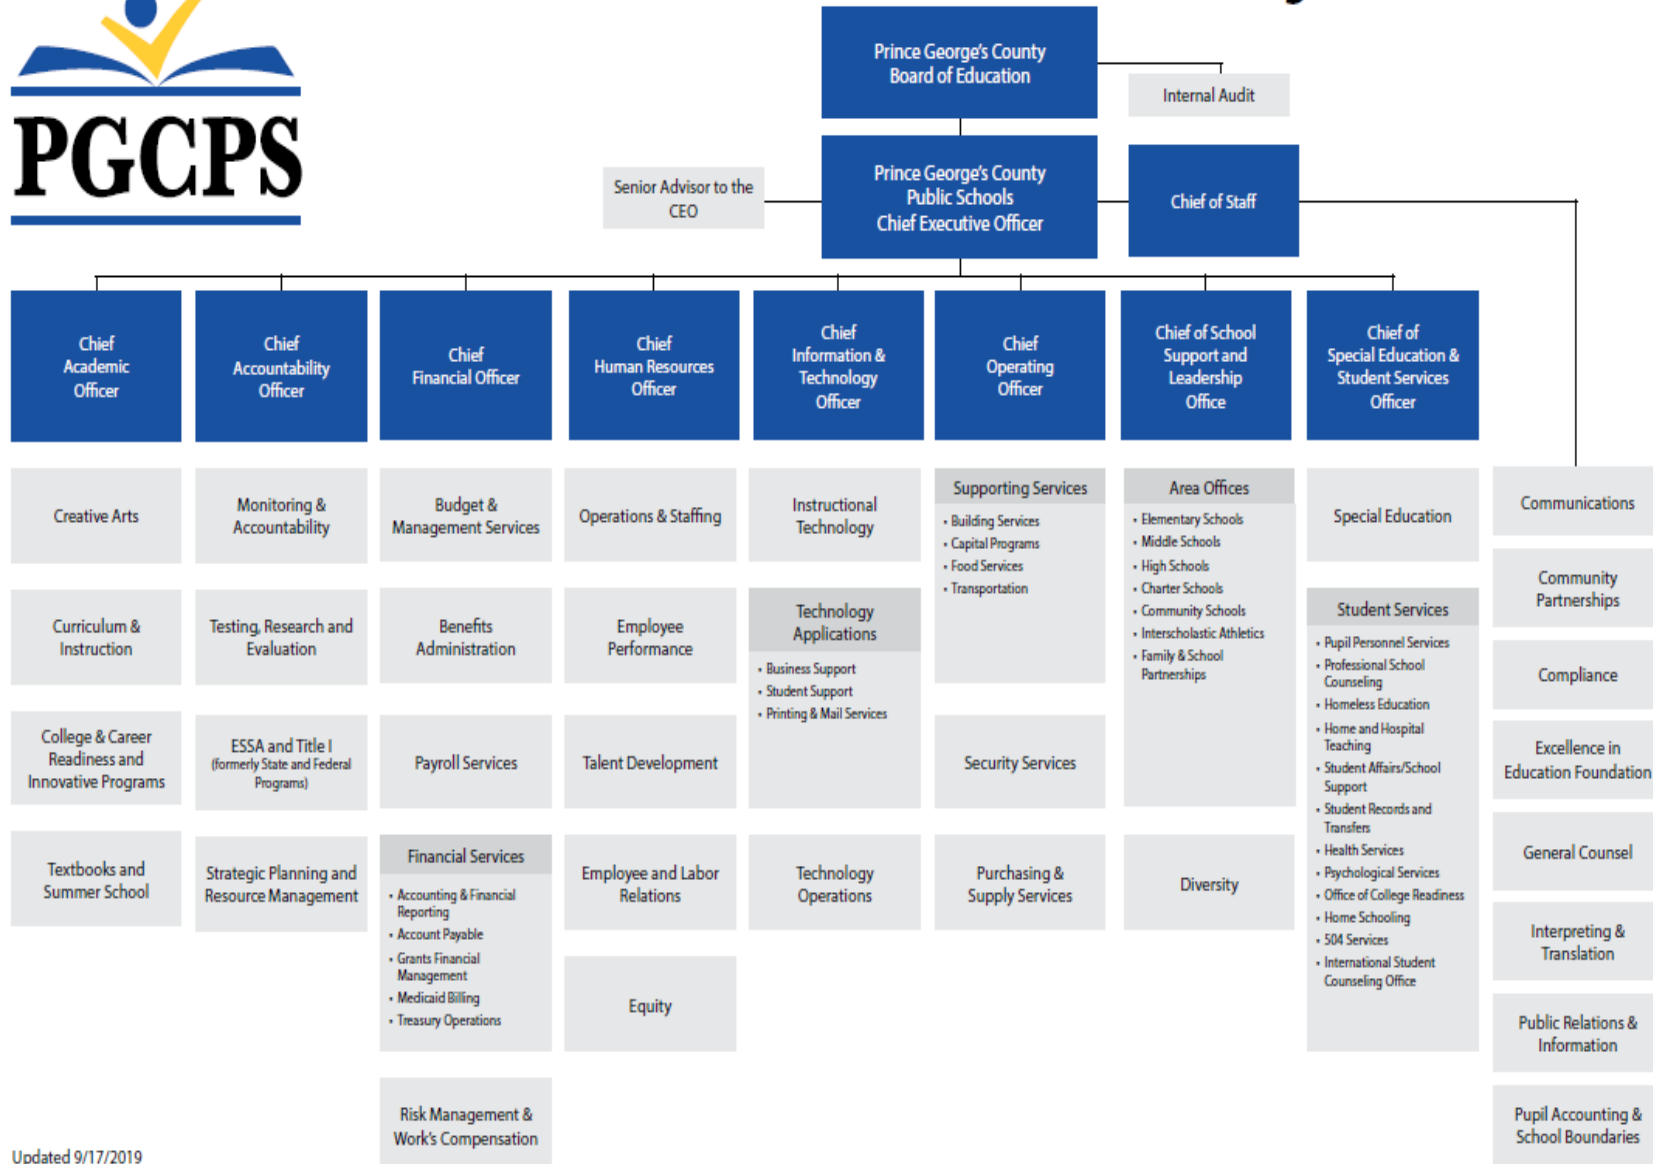 PGCPS
Prince George's County
Board of Education
Internal Audit
Senior Advisor to the
CEO
Prince George's County
Public Schools
Chief Executive Officer
Chief of Staff
Chief
Academic
Officer
Chief
Accountability
Officer
Chief
Financial Officer
Chief
Human Resources
Officer
Chief
Information &
Technology
Officer
Chief
Operating
Officer
Chief of School
Support and
Leadership
Office
Chief of
Special Education &
Student Services
Officer
Creative Arts
Curriculum &
Instruction
College & Career
Readiness and
Innovative Programs
Textbooks and
Summer School
Monitoring &
Accountability
Testing, Research and
Evaluation
ESSA and Title I
(formerly State and Federal
Programs)
Strategic Planning and
Resource Management
Budget &
Management Services
Benefits
Administration
Payroll Services
Financial Services
• Accounting & Financial
Reporting
• Account Payable
• Grants Financial
Management
• Medicaid Billing
• Treasury Operations
Risk Management &
Work's Compensation
Operations & Staffing
Employee
Performance
Talent Development
Employee and Labor
Relations
Equity
Instructional
Technology
Technology
Applications
• Business Support
• Student Support
• Printing & Mail Services
Technology
Operations
Supporting Services
• Building Services
• Capital Programs
• Food Services
• Transportation
Security Services
Purchasing &
Supply Services
Area Offices
• Elementary Schools
• Middle Schools
• High Schools
• Charter Schools
• Community Schools
• Interscholastic Athletics
• Family & School
Partnerships
Diversity
Special Education
Student Services
• Pupil Personnel Services
• Professional School
Counseling
• Homeless Education
• Home and Hospital
Teaching
• Student Affairs/School
Support
• Student Records and
Transfers
• Health Services
• Psychological Services
• Office of College Readiness
• Home Schooling
• 504 Services
• International Student
Counseling Office
Communications
Community
Partnerships
Compliance
Excellence in
Education Foundation
General Counsel
Interpreting &
Translation
Public Relations &
Information
Pupil Accounting &
School Boundaries
Updated 9/17/2019